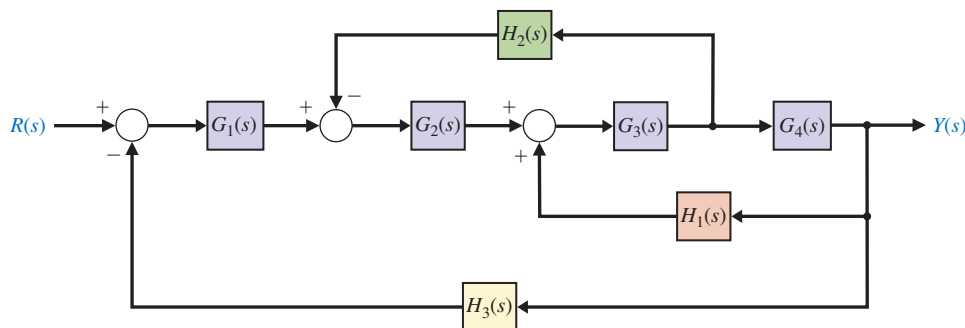 H₂(s)
+
−
+
+
R(s)
G₁(s)
G₂(s)
G₃(s)
G₄(s)
Y(s)
−
+
H₁(s)
H₃(s)